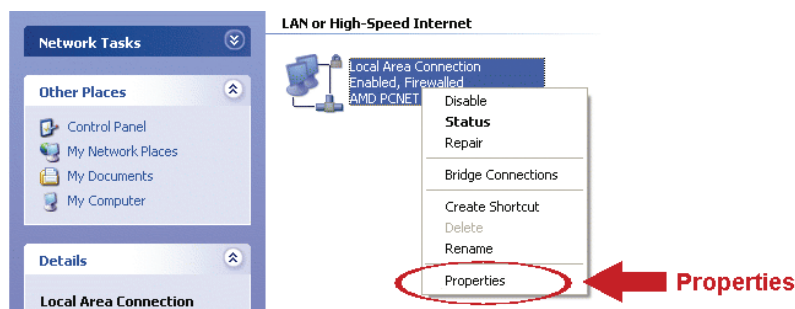 Network Tasks
Other Places
Control Panel
My Network Places
My Documents
My Computer
Details
Local Area Connection
LAN or High-Speed Internet
Local Area Connection
Enabled, Firewalled
AMD PCNET
Disable
Status
Repair
Bridge Connections
Create Shortcut
Delete
Rename
Properties
Properties